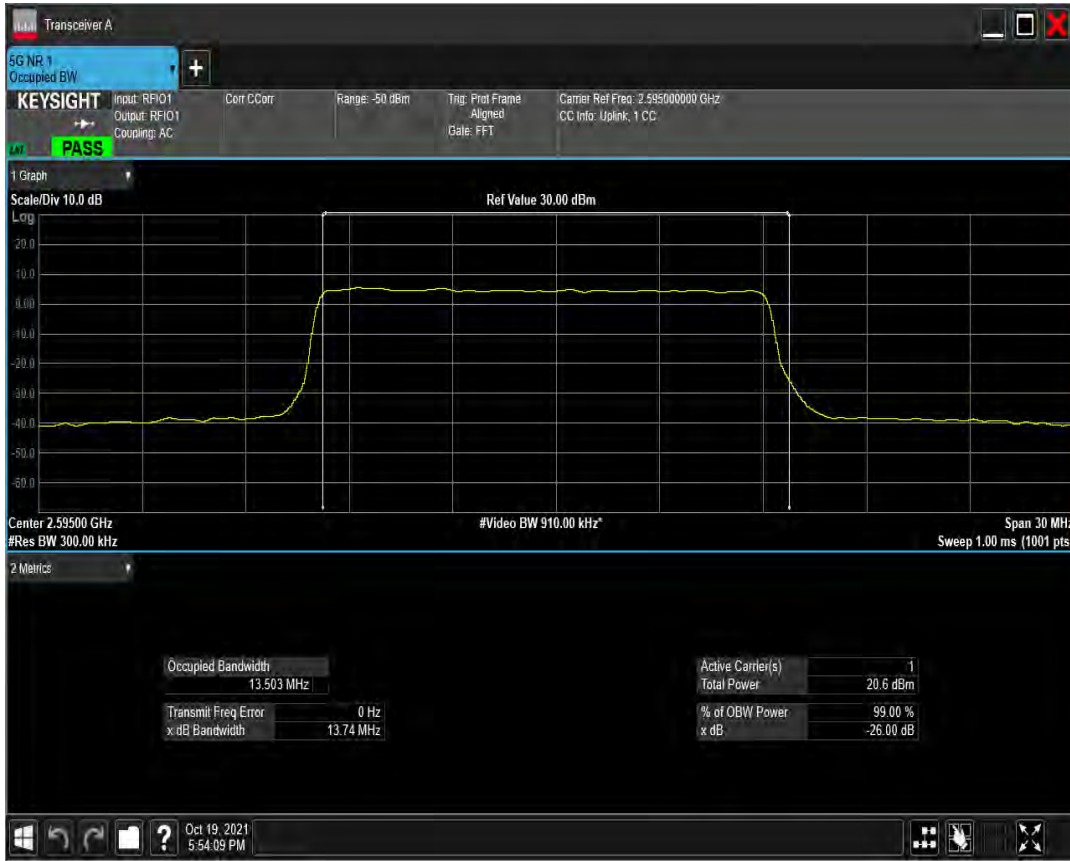 Transceiver A
5G NR 1
Occupied BW
KEYSIGHT
PASS
Input: RFIO1
Output: RFIO1
Coupling: AC
Corr CCorr
Range: -50 dBm
Trig: Prot Frame
Aligned
Gate: FFT
Carrier Ref Freq: 2.595000000 GHz
CC Info: Uplink, 1 CC
1 Graph
Scale/Div 10.0 dB
Ref Value 30.00 dBm
Log
20.0
10.0
0.00
-10.0
-20.0
-30.0
-40.0
-50.0
-60.0
Center 2.59500 GHz
#Video BW 910.00 kHz*
Span 30 MHz
#Res BW 300.00 kHz
Sweep 1.00 ms (1001 pts
2 Metrics
Occupied Bandwidth
13.503 MHz
Transmit Freq Error 0 Hz
x dB Bandwidth 13.74 MHz
Active Carrier(s) 1
Total Power 20.6 dBm
% of OBW Power 99.00 %
x dB -26.00 dB
Oct 19, 2021
5:54:09 PM